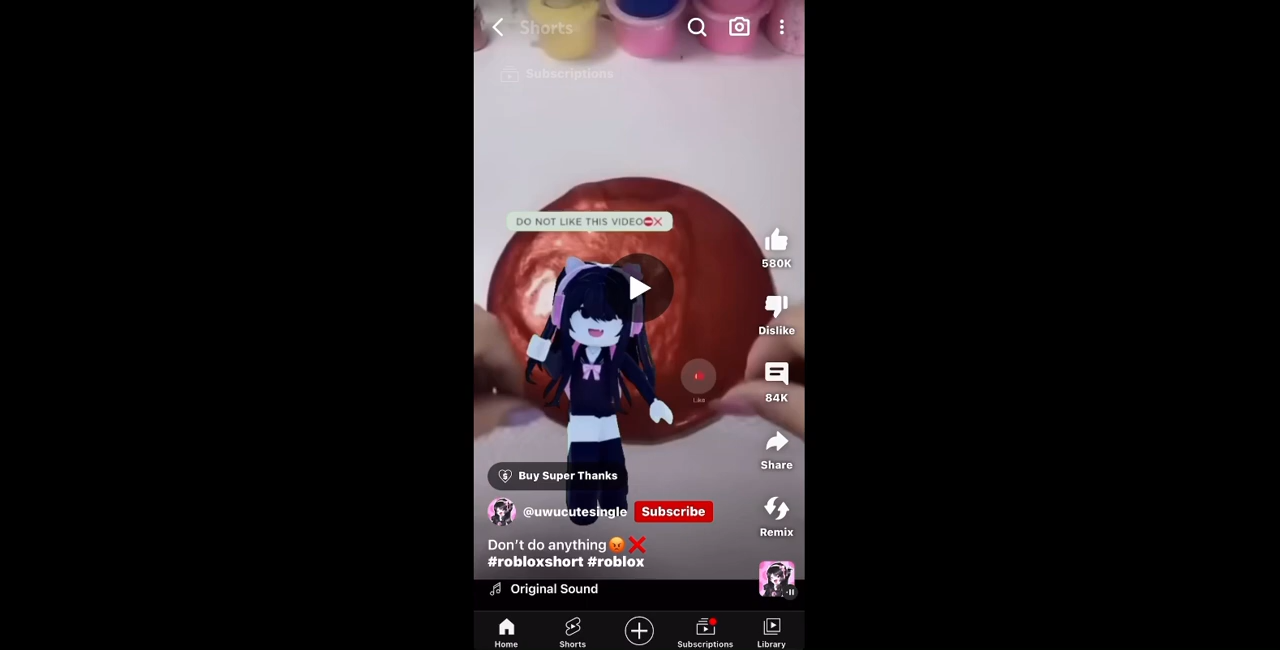 Shorts
Subscriptions
DO NOT LIKE THIS VIDEO⛔❌
580K
Dislike
Like
84K
Share
Buy Super Thanks
@uwucutesingle Subscribe
Remix
Don't do anything😡❌
#robloxshort #roblox
Original Sound
Home Shorts Subscriptions Library